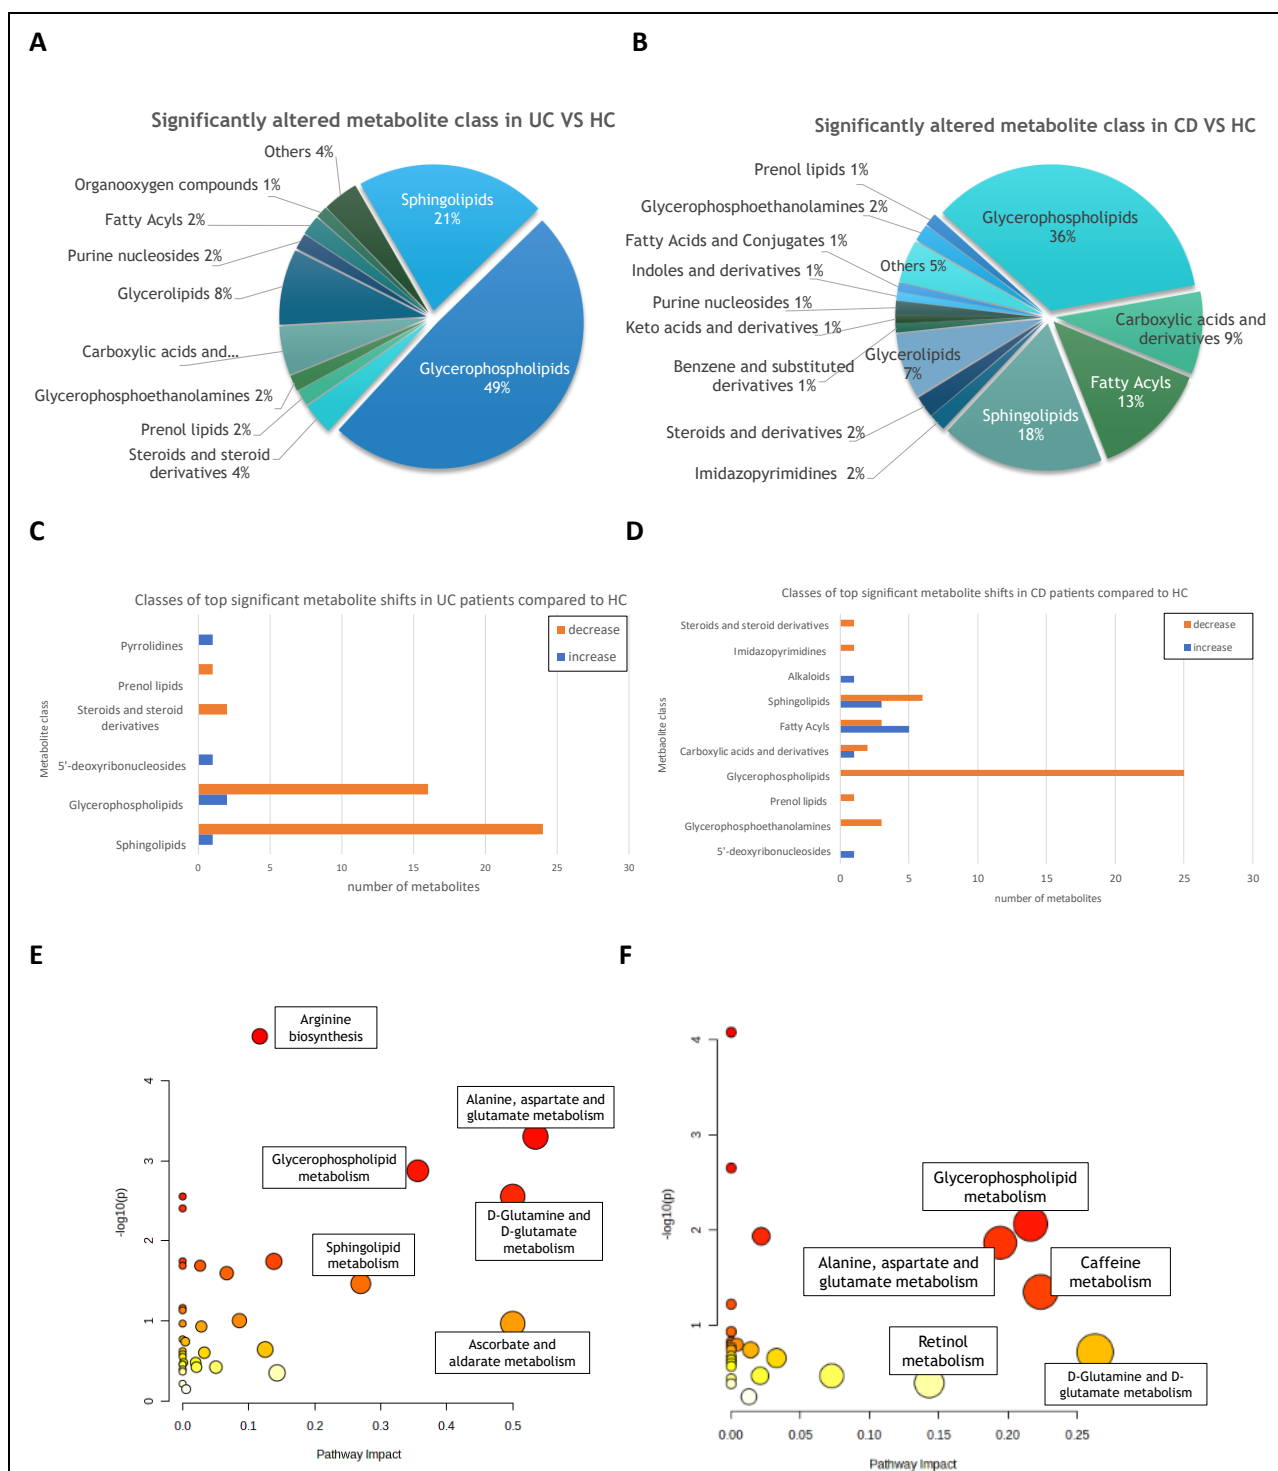 A
B
Significantly altered metabolite class in UC VS HC
Others 4%
Organooxygen compounds 1%
Fatty Acyls 2%
Purine nucleosides 2%
Glycerolipids 8%
Carboxylic acids and...
Glycerophosphoethanolamines 2%
Prenol lipids 2%
Steroids and steroid
derivatives 4%
Sphingolipids
21%
Glycerophospholipids
49%
Significantly altered metabolite class in CD VS HC
Prenol lipids 1%
Glycerophosphoethanolamines 2%
Fatty Acids and Conjugates 1%
Others 5%
Indoles and derivatives 1%
Purine nucleosides 1%
Keto acids and derivatives 1%
Benzene and substituted
derivatives 1%
Glycerolipids
7%
Steroids and derivatives 2%
Imidazopyrimidines 2%
Sphingolipids
18%
Fatty Acyls
13%
Carboxylic acids and
derivatives 9%
Glycerophospholipids
36%
C
D
Classes of top significant metabolite shifts in UC patients compared to HC
decrease
increase
Metabolite class
Pyrrolidines
Prenol lipids
Steroids and steroid
derivatives
5'-deoxyribonucleosides
Glycerophospholipids
Sphingolipids
0 5 10 15 20 25 30
number of metabolites
Classes of top significant metabolite shifts in CD patients compared to HC
decrease
increase
Metbaolite class
Steroids and steroid derivatives
Imidazopyrimidines
Alkaloids
Sphingolipids
Fatty Acyls
Carboxylic acids and derivatives
Glycerophospholipids
Prenol lipids
Glycerophosphoethanolamines
5'-deoxyribonucleosides
0 5 10 15 20 25 30
number of metabolites
E
F
Arginine
biosynthesis
Alanine, aspartate and
glutamate metabolism
Glycerophospholipid
metabolism
D-Glutamine and
D-glutamate
metabolism
Sphingolipid
metabolism
Ascorbate and
aldarate metabolism
-log10(p)
4
3
2
1
0
0.0 0.1 0.2 0.3 0.4 0.5
Pathway Impact
Glycerophospholipid
metabolism
Alanine, aspartate and
glutamate metabolism
Caffeine
metabolism
Retinol
metabolism
D-Glutamine and D-
glutamate metabolism
-log10(p)
4
3
2
1
0.00 0.05 0.10 0.15 0.20 0.25
Pathway Impact